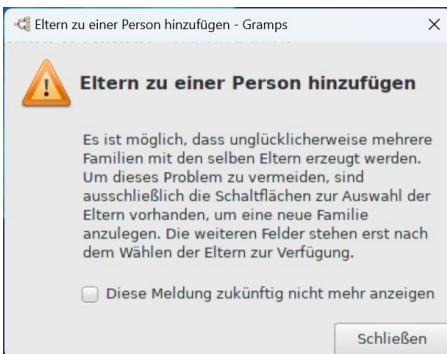 Eltern zu einer Person hinzufügen - Gramps
Eltern zu einer Person hinzufügen
Es ist möglich, dass unglücklicherweise mehrere
Familien mit den selben Eltern erzeugt werden.
Um dieses Problem zu vermeiden, sind
ausschließlich die Schaltflächen zur Auswahl der
Eltern vorhanden, um eine neue Familie
anzulegen. Die weiteren Felder stehen erst nach
dem Wählen der Eltern zur Verfügung.
Diese Meldung zukünftig nicht mehr anzeigen
Schließen